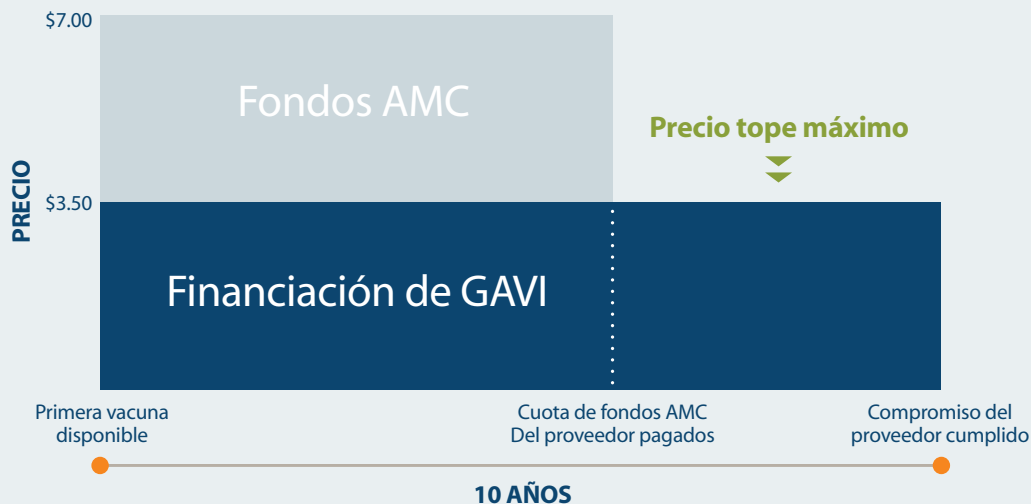 $7.00
Fondos AMC
Precio tope máximo
PRECIO
$3.50
Financiación de GAVI
Primera vacuna
disponible
Cuota de fondos AMC
Del proveedor pagados
Compromiso del
proveedor cumplido
10 AÑOS